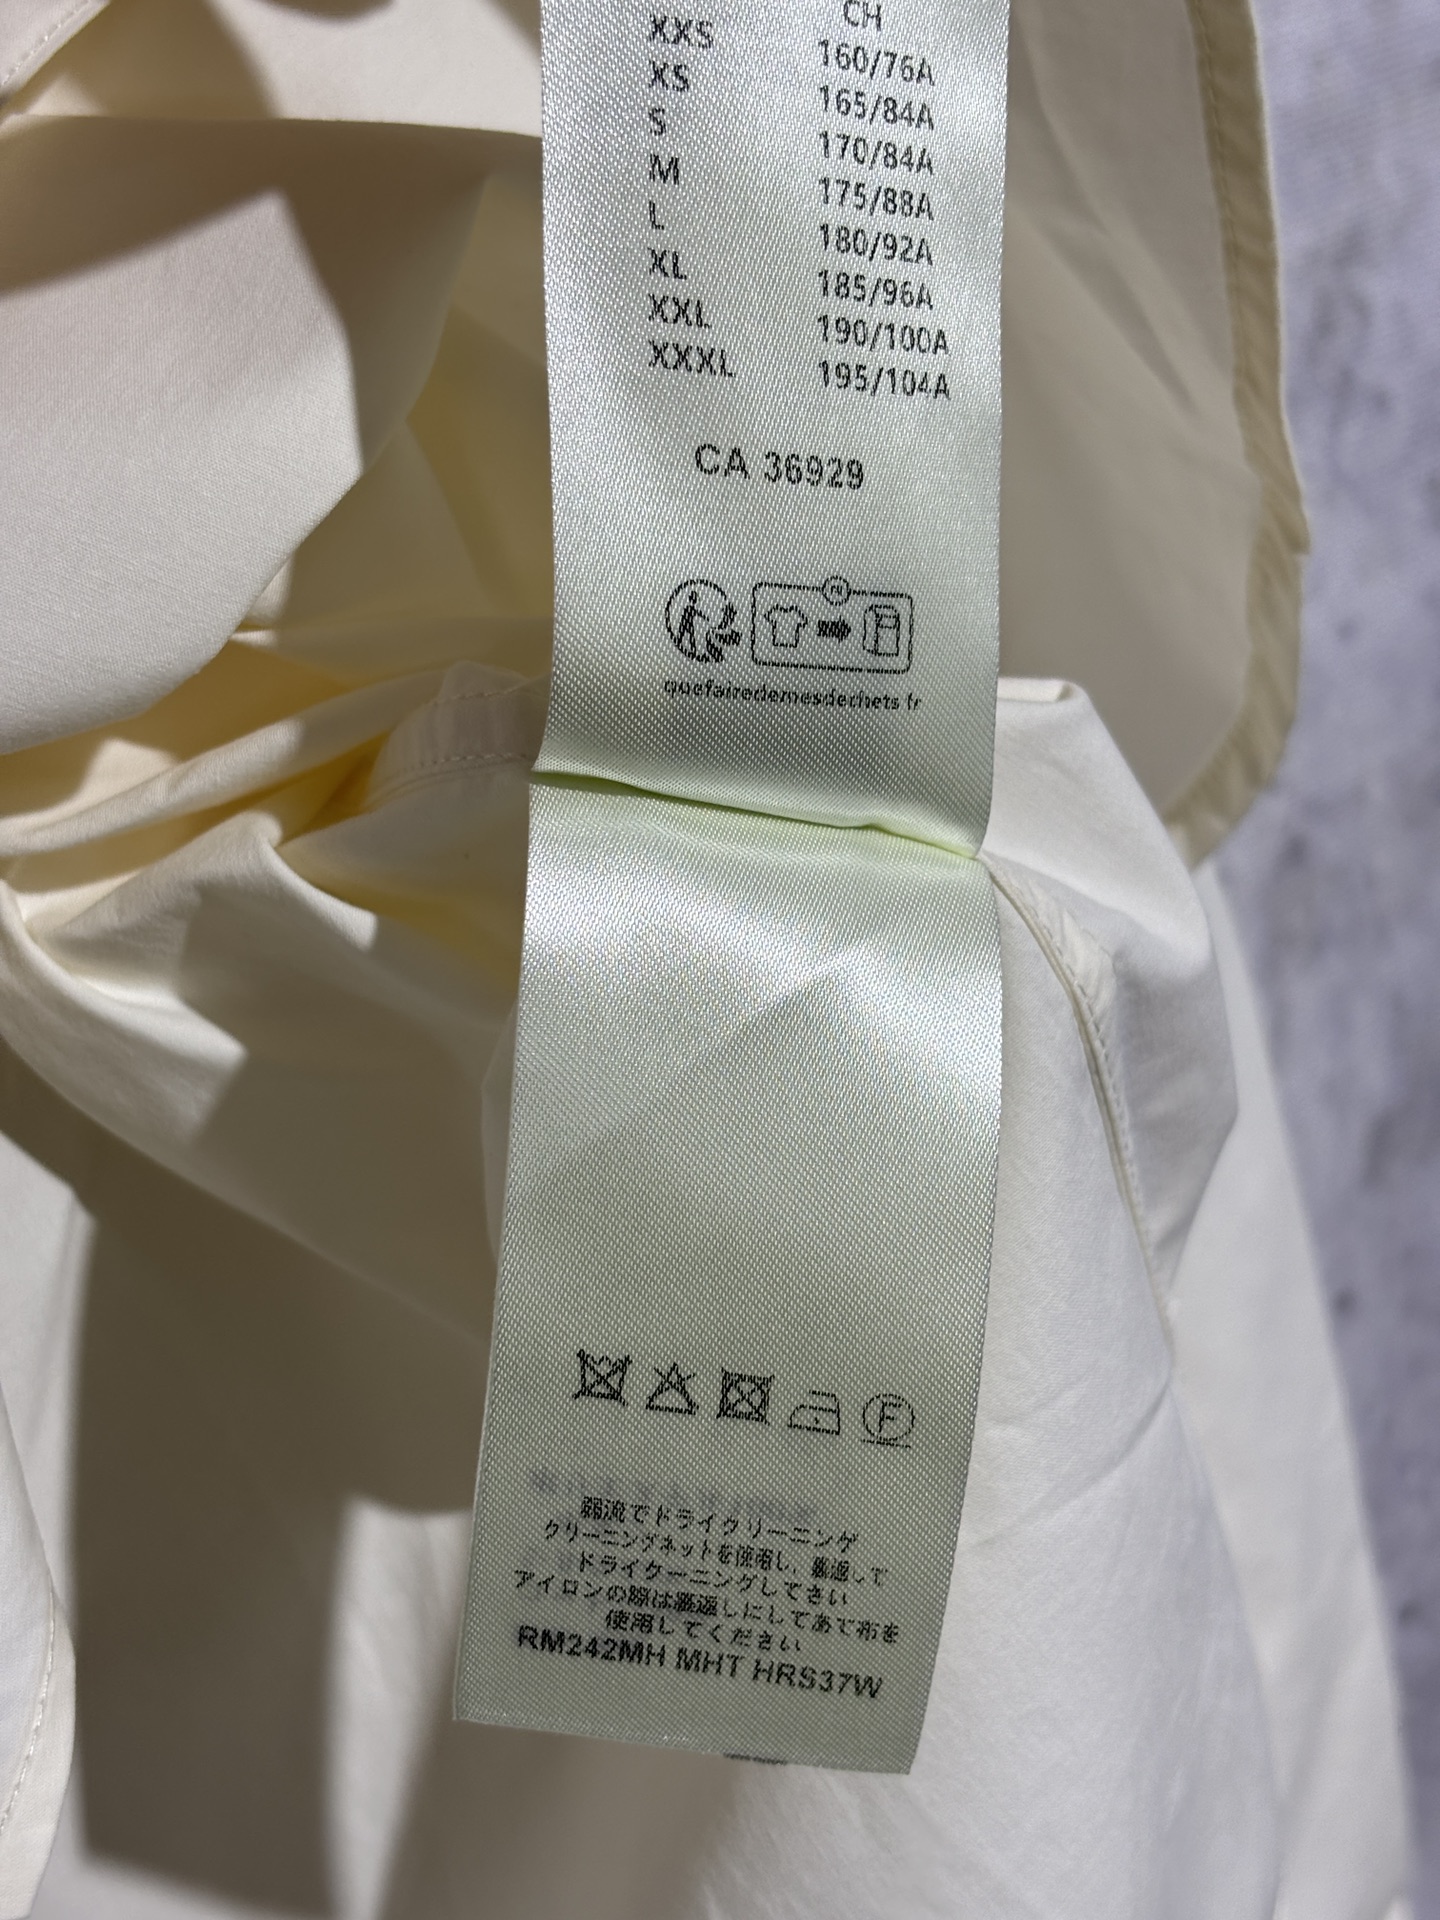 CH
XXS 160/76A
XS 165/84A
S 170/84A
M 175/88A
L 180/92A
XL 185/96A
XXL 190/100A
XXXL 195/104A
CA 36929
quefairedemesdechets.fr
F
弱流でドライクリーニング
クリーニングネットを使用し、裏返して
ドライケーニングしてさい
アイロンの際は裏返しにしてあて布を
使用してください
RM242MH MHT HRS37W